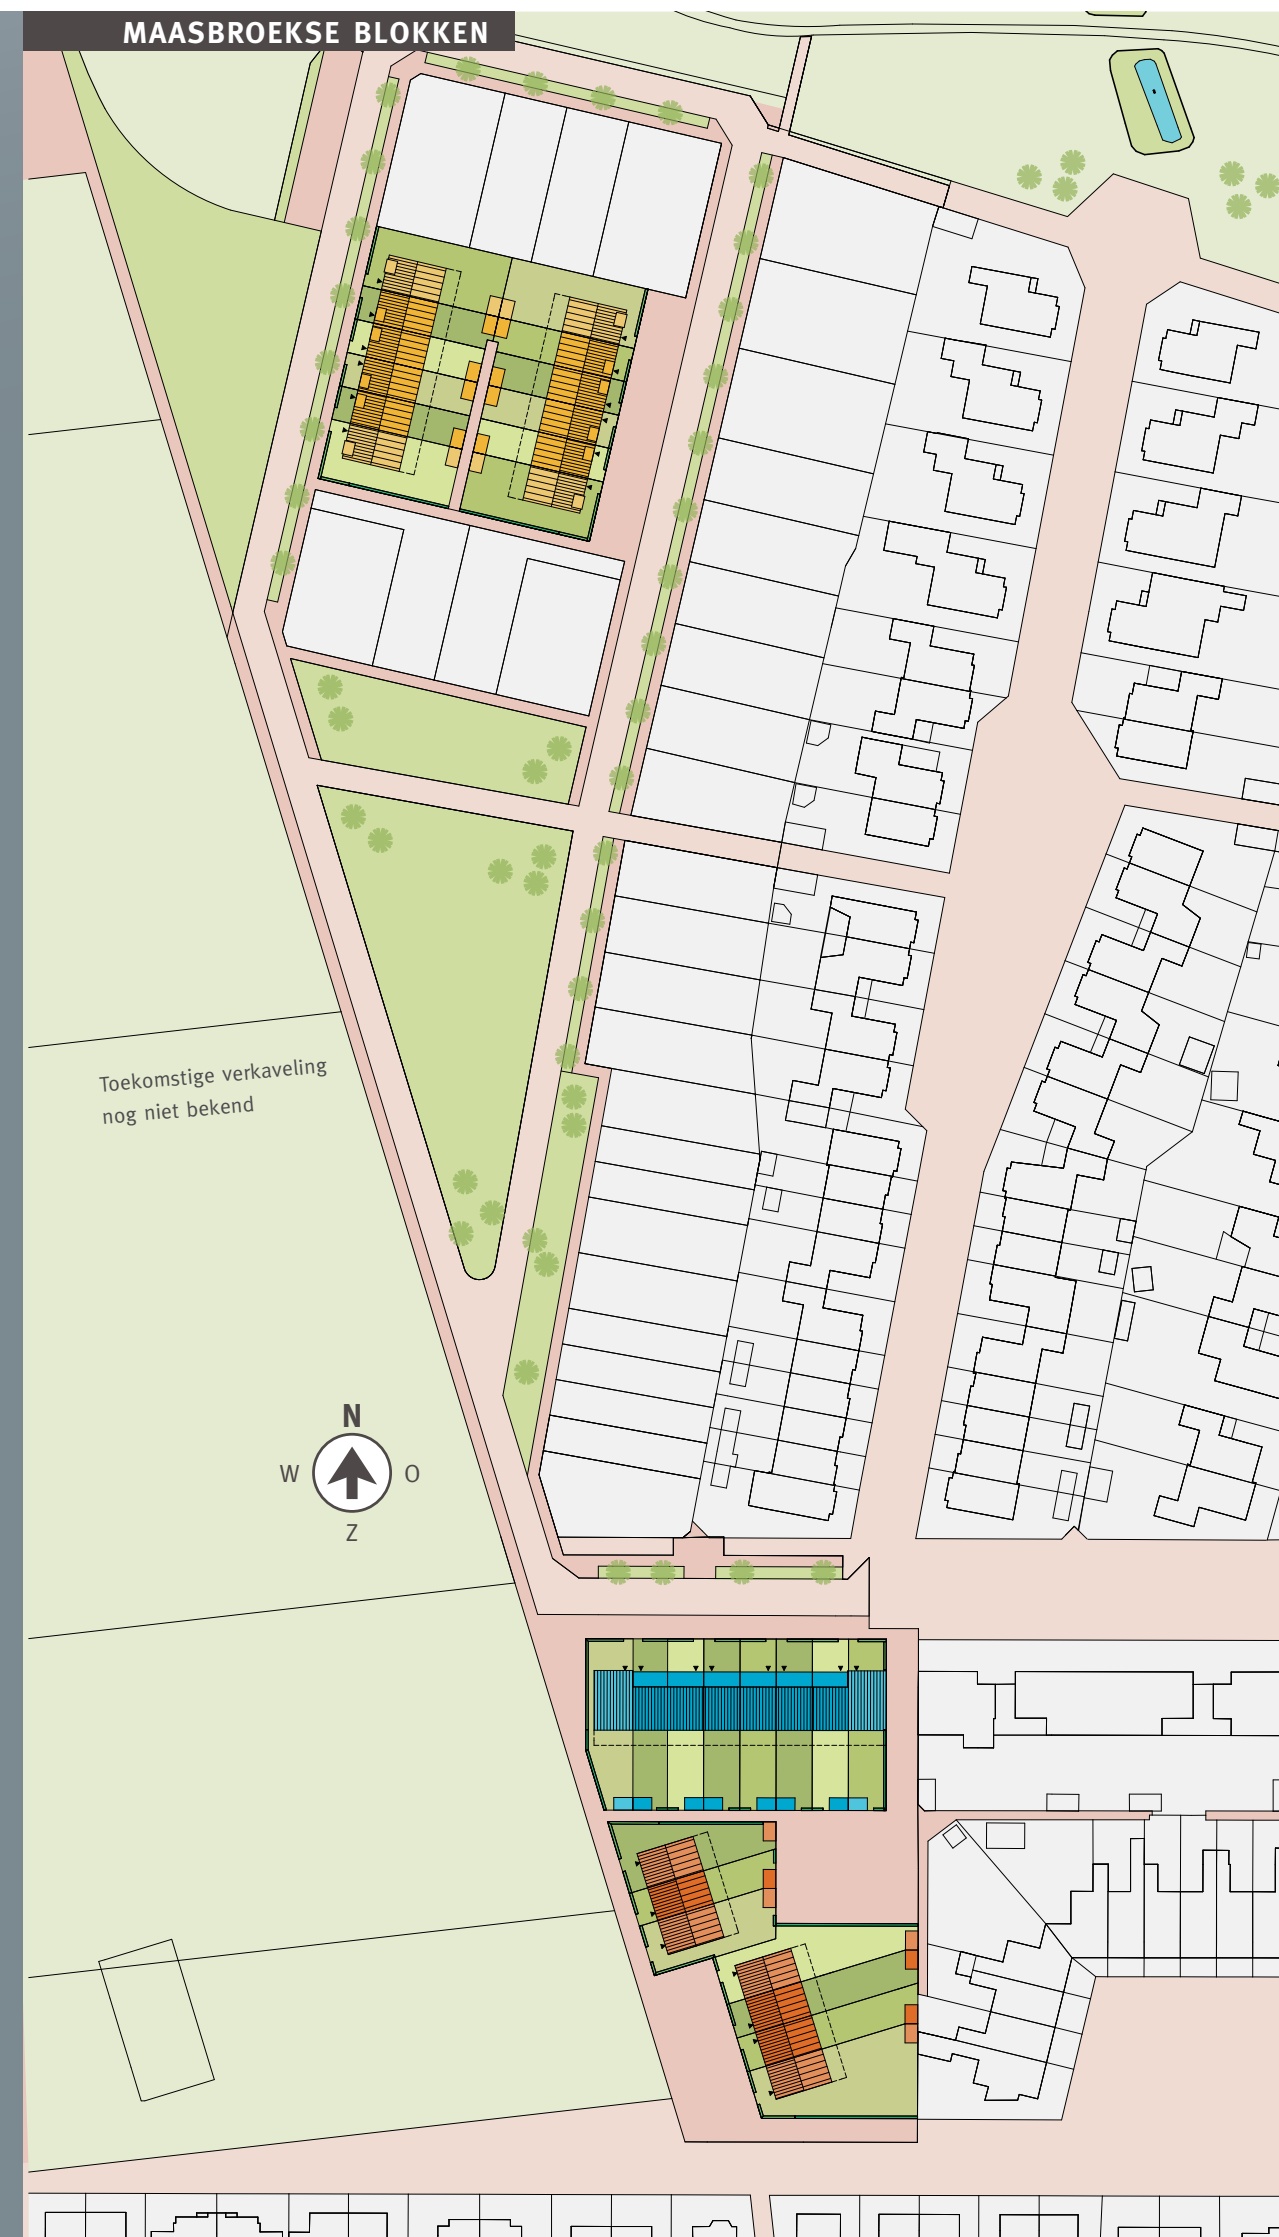 MAASBROEKSE BLOKKEN
Toekomstige verkaveling
nog niet bekend
N
W O
Z